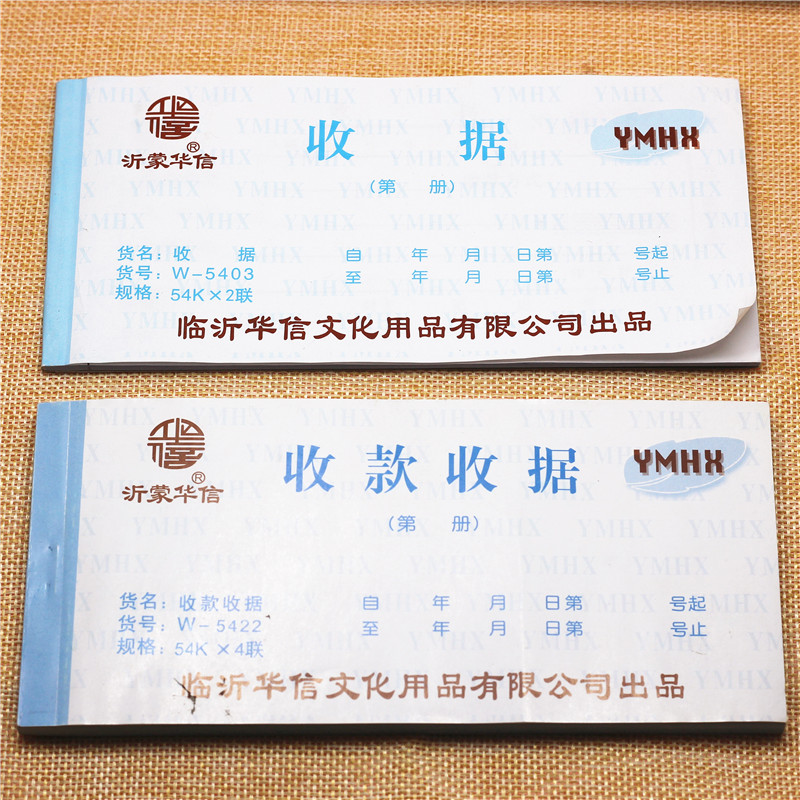 沂蒙华信®
收 据
YMHX
(第 册)
货名：收 据 自 年 月 日第 号起
货号：W-5403 至 年 月 日第 号止
规格：54K×2联
临沂华信文化用品有限公司出品
沂蒙华信®
收款收据
YMHX
(第 册)
货名：收款收据 自 年 月 日第 号起
货号：W-5422 至 年 月 日第 号止
规格：54K×4联
临沂华信文化用品有限公司出品